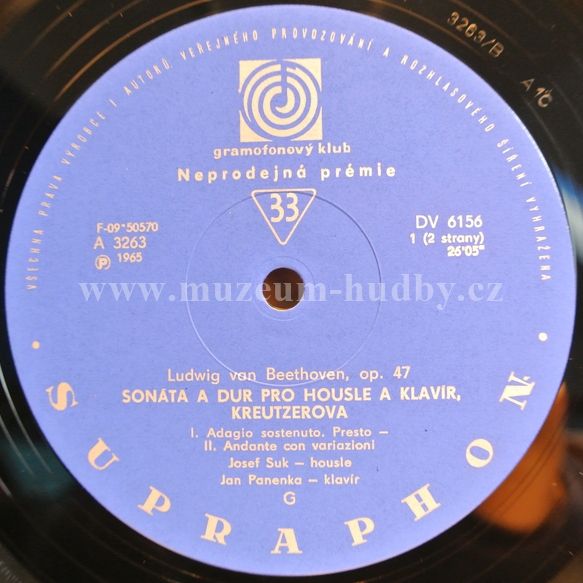 VŠECHNA PRÁVA VÝROBCE I AUTORŮ, VEŘEJNÉHO PROVOZOVÁNÍ A ROZHLASOVÉHO ŠÍŘENÍ VYHRAŽENA
3263/B A 1C
gramofonový klub
Neprodejná prémie
33
F-09*50570
A 3263
Ⓟ 1965
DV 6156
1 (2 strany)
26'05"
www.muzeum-hudby.cz
Ludwig van Beethoven, op. 47
SONÁTA A DUR PRO HOUSLE A KLAVÍR,
KREUTZEROVA
I. Adagio sostenuto. Presto –
II. Andante con variazioni
Josef Suk – housle
Jan Panenka – klavír
G
SUPRAPHON